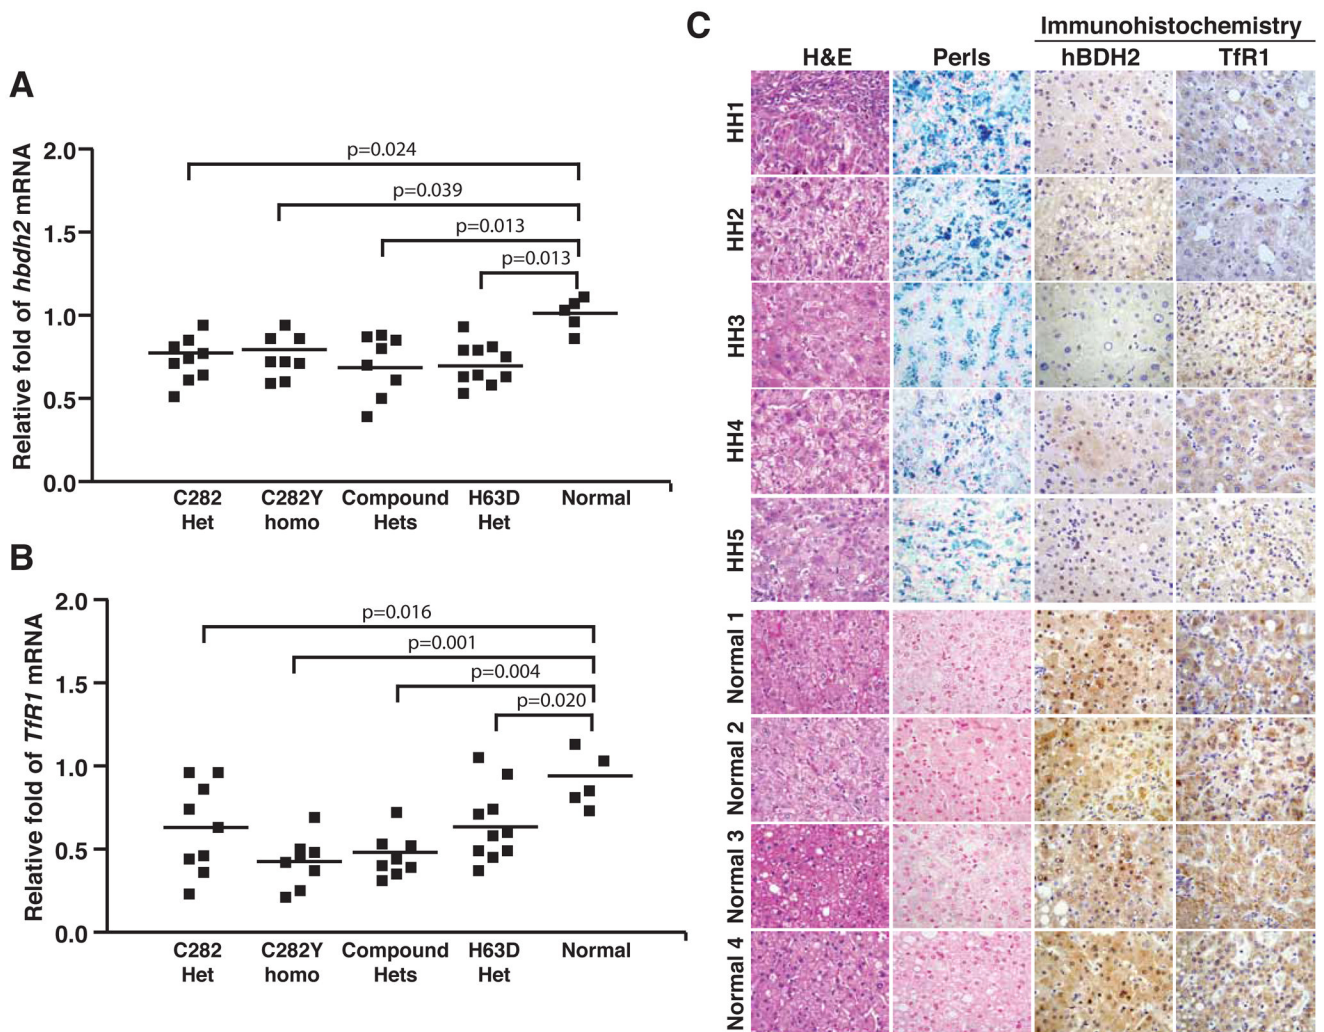 A
Relative fold of hbdh2 mRNA
2.0
1.5
1.0
0.5
0.0
p=0.024
p=0.039
p=0.013
p=0.013
C282
Het
C282Y
homo
Compound
Hets
H63D
Het
Normal
B
Relative fold of TfR1 mRNA
2.0
1.5
1.0
0.5
0.0
p=0.016
p=0.001
p=0.004
p=0.020
C282
Het
C282Y
homo
Compound
Hets
H63D
Het
Normal
C
Immunohistochemistry
H&E
Perls
hBDH2
TfR1
HH1
HH2
HH3
HH4
HH5
Normal 1
Normal 2
Normal 3
Normal 4